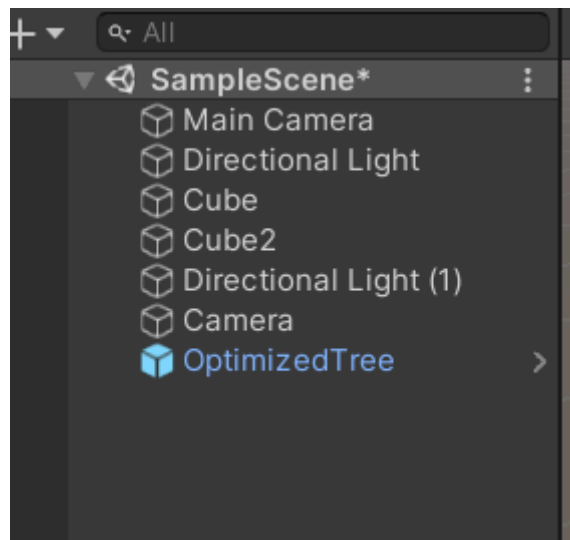 All
SampleScene*
Main Camera
Directional Light
Cube
Cube2
Directional Light (1)
Camera
OptimizedTree